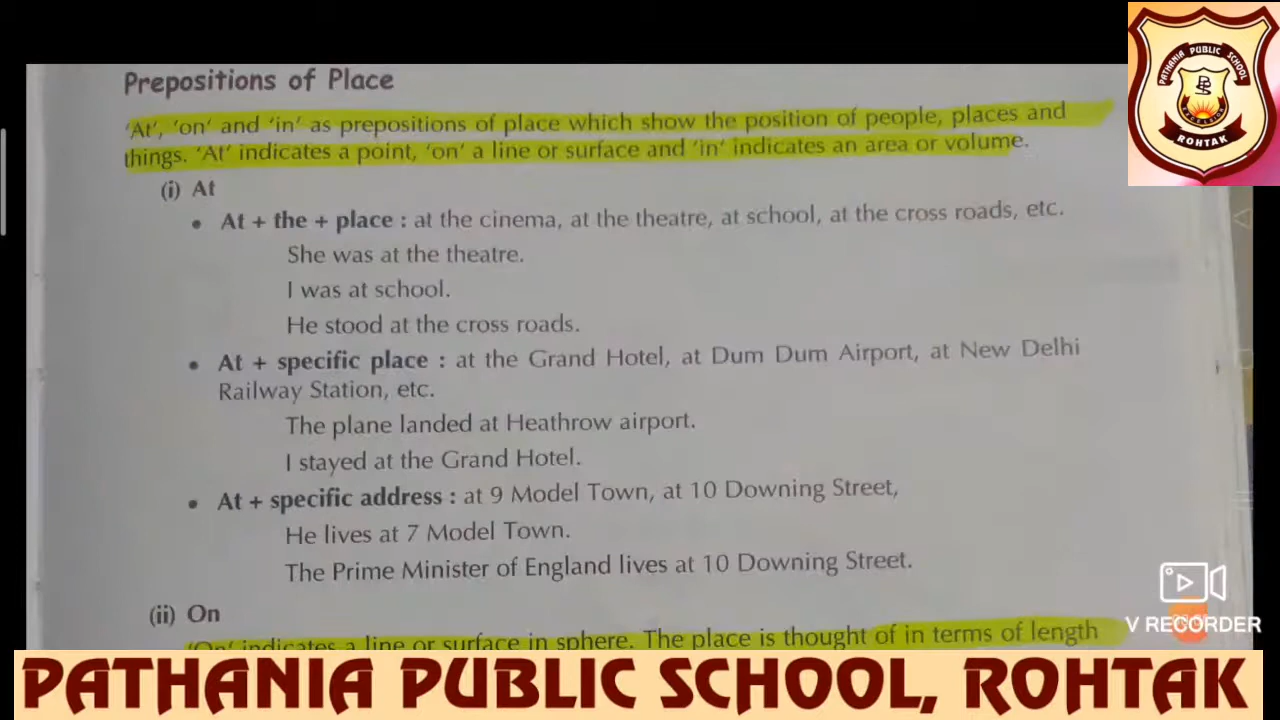 Prepositions of Place
'At', 'on' and 'in' as prepositions of place which show the position of people, places and
things. 'At' indicates a point, 'on' a line or surface and 'in' indicates an area or volume.
(i) At
• At + the + place : at the cinema, at the theatre, at school, at the cross roads, etc.
She was at the theatre.
I was at school.
He stood at the cross roads.
• At + specific place : at the Grand Hotel, at Dum Dum Airport, at New Delhi
Railway Station, etc.
The plane landed at Heathrow airport.
I stayed at the Grand Hotel.
• At + specific address : at 9 Model Town, at 10 Downing Street,
He lives at 7 Model Town.
The Prime Minister of England lives at 10 Downing Street.
(ii) On
'On' indicates a line or surface in sphere. The place is thought of in terms of length
PATHANIA PUBLIC SCHOOL
ROHTAK
V RECORDER
PATHANIA PUBLIC SCHOOL, ROHTAK